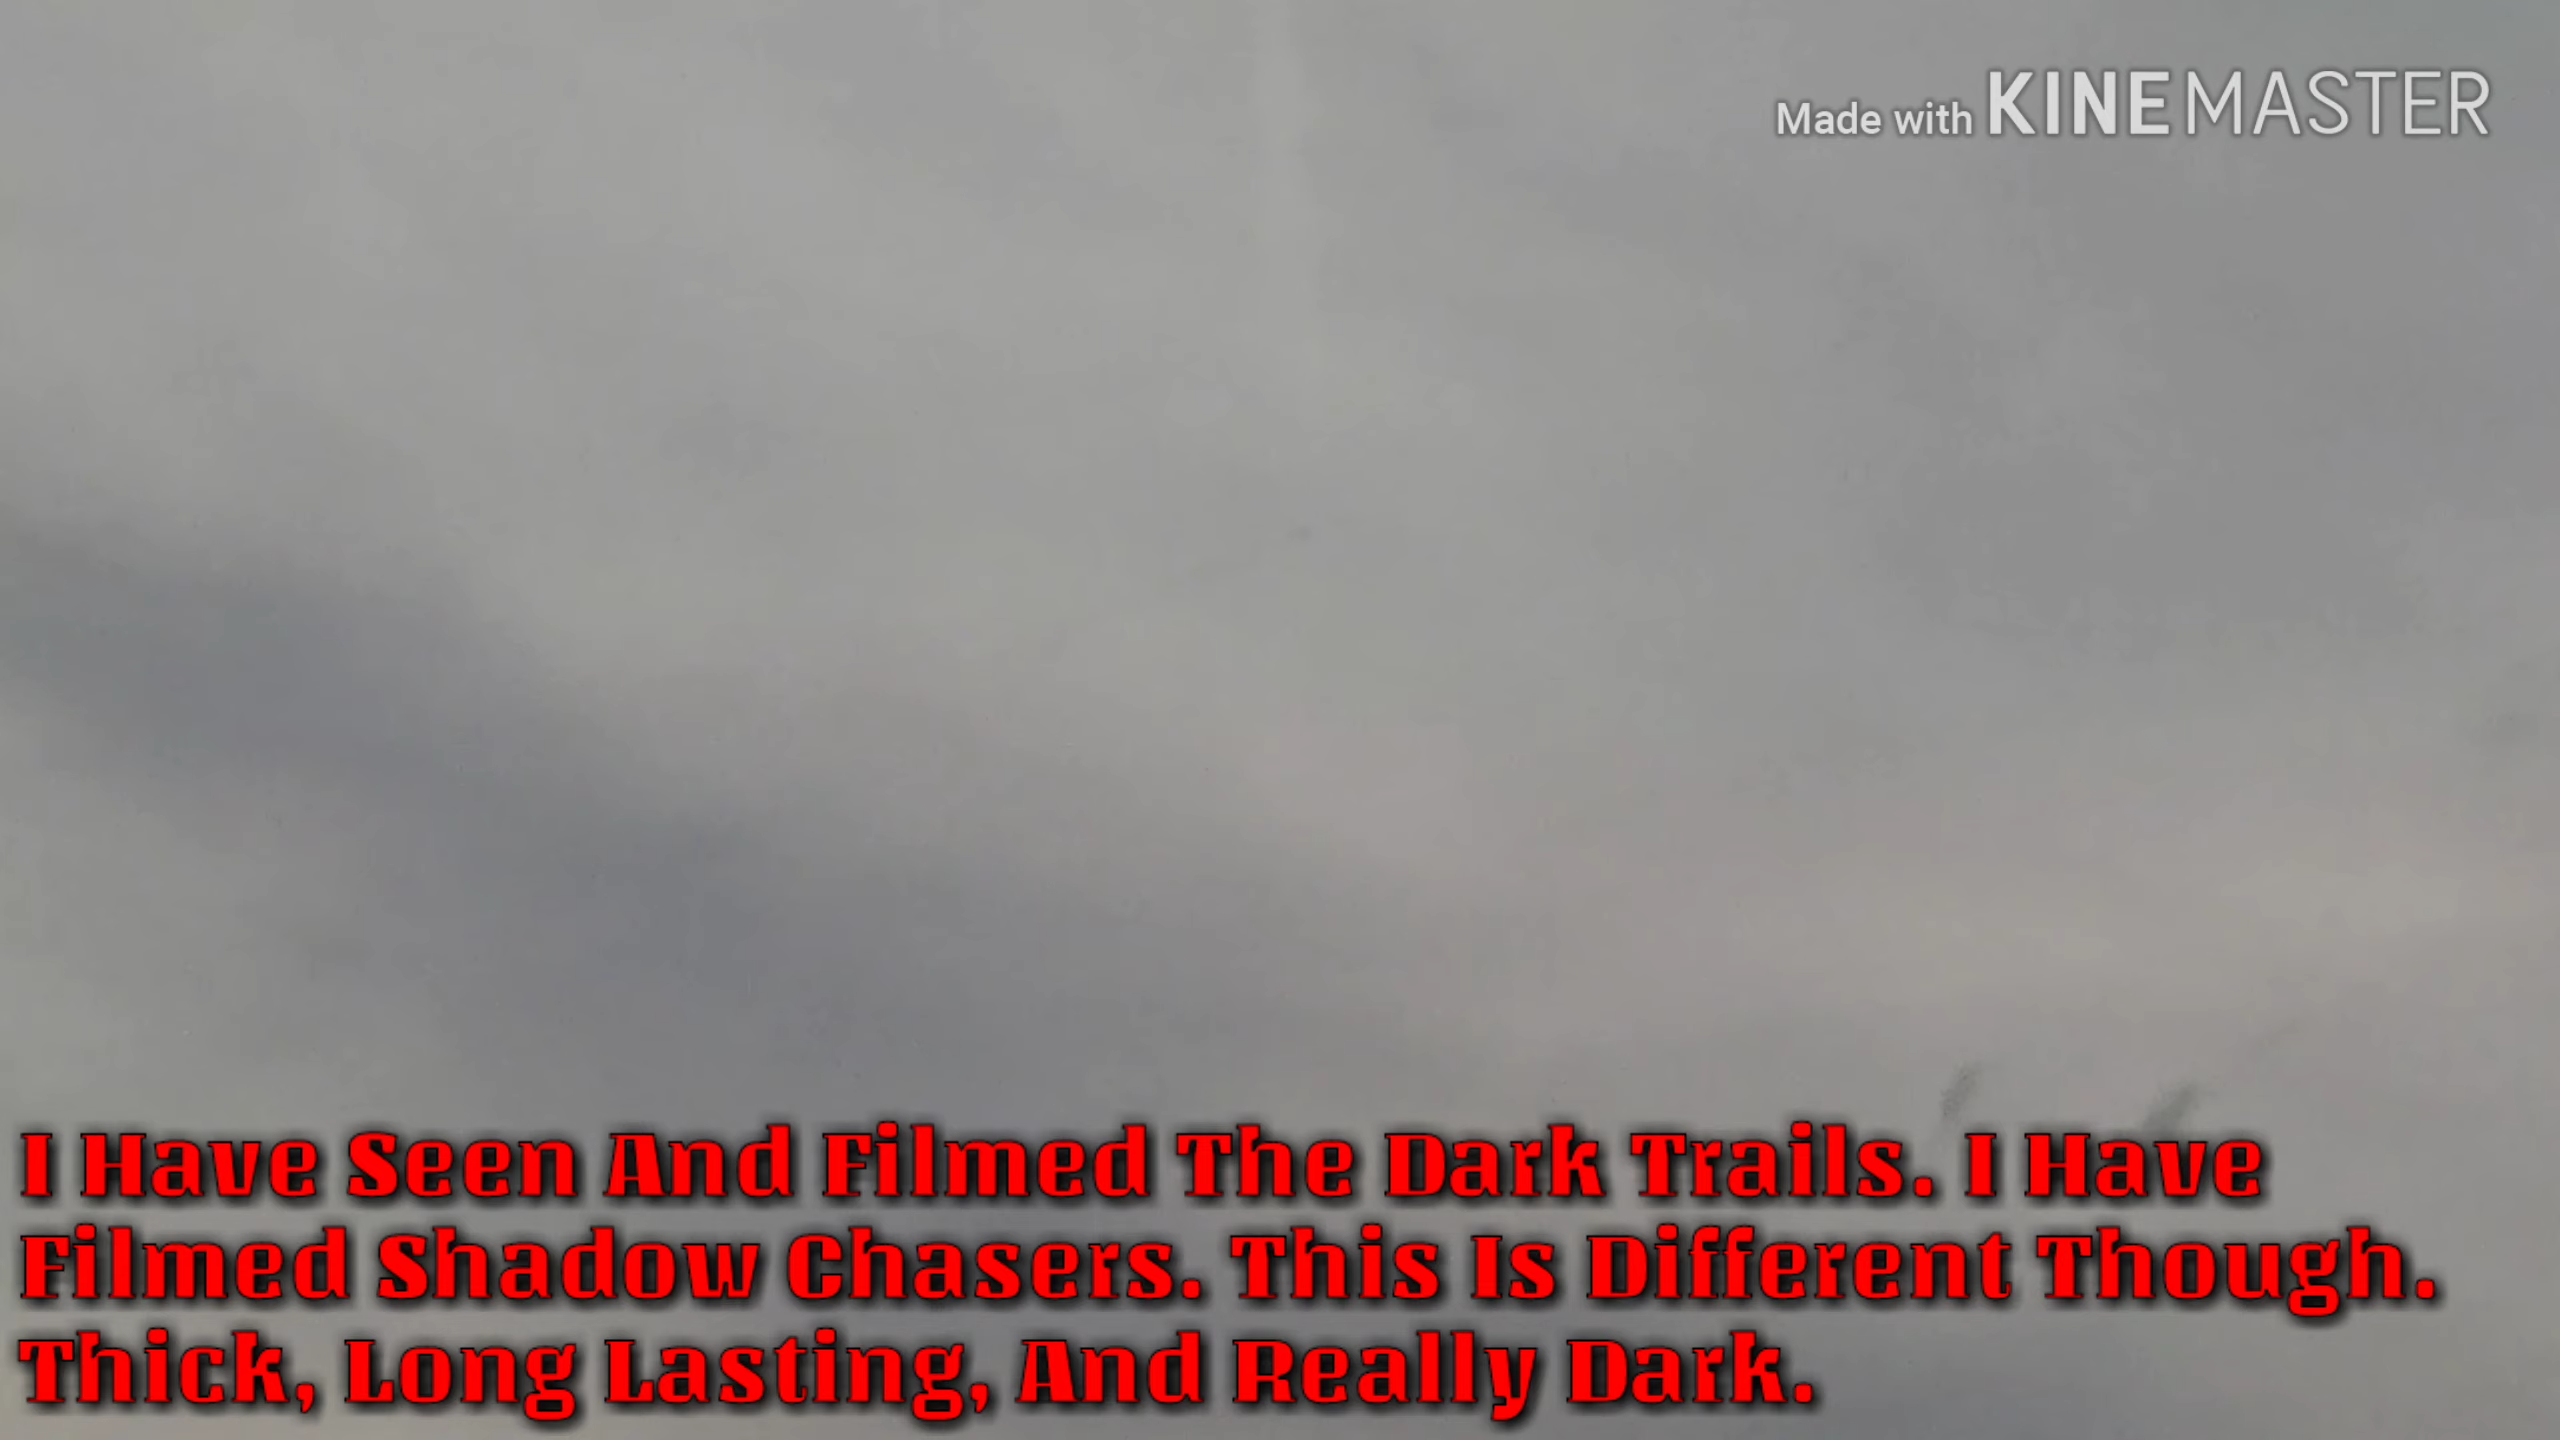 Made with KINEMASTER
I Have Seen And Filmed The Dark Trails. I Have
Filmed Shadow Chasers. This Is Different Though.
Thick, Long Lasting, And Really Dark.